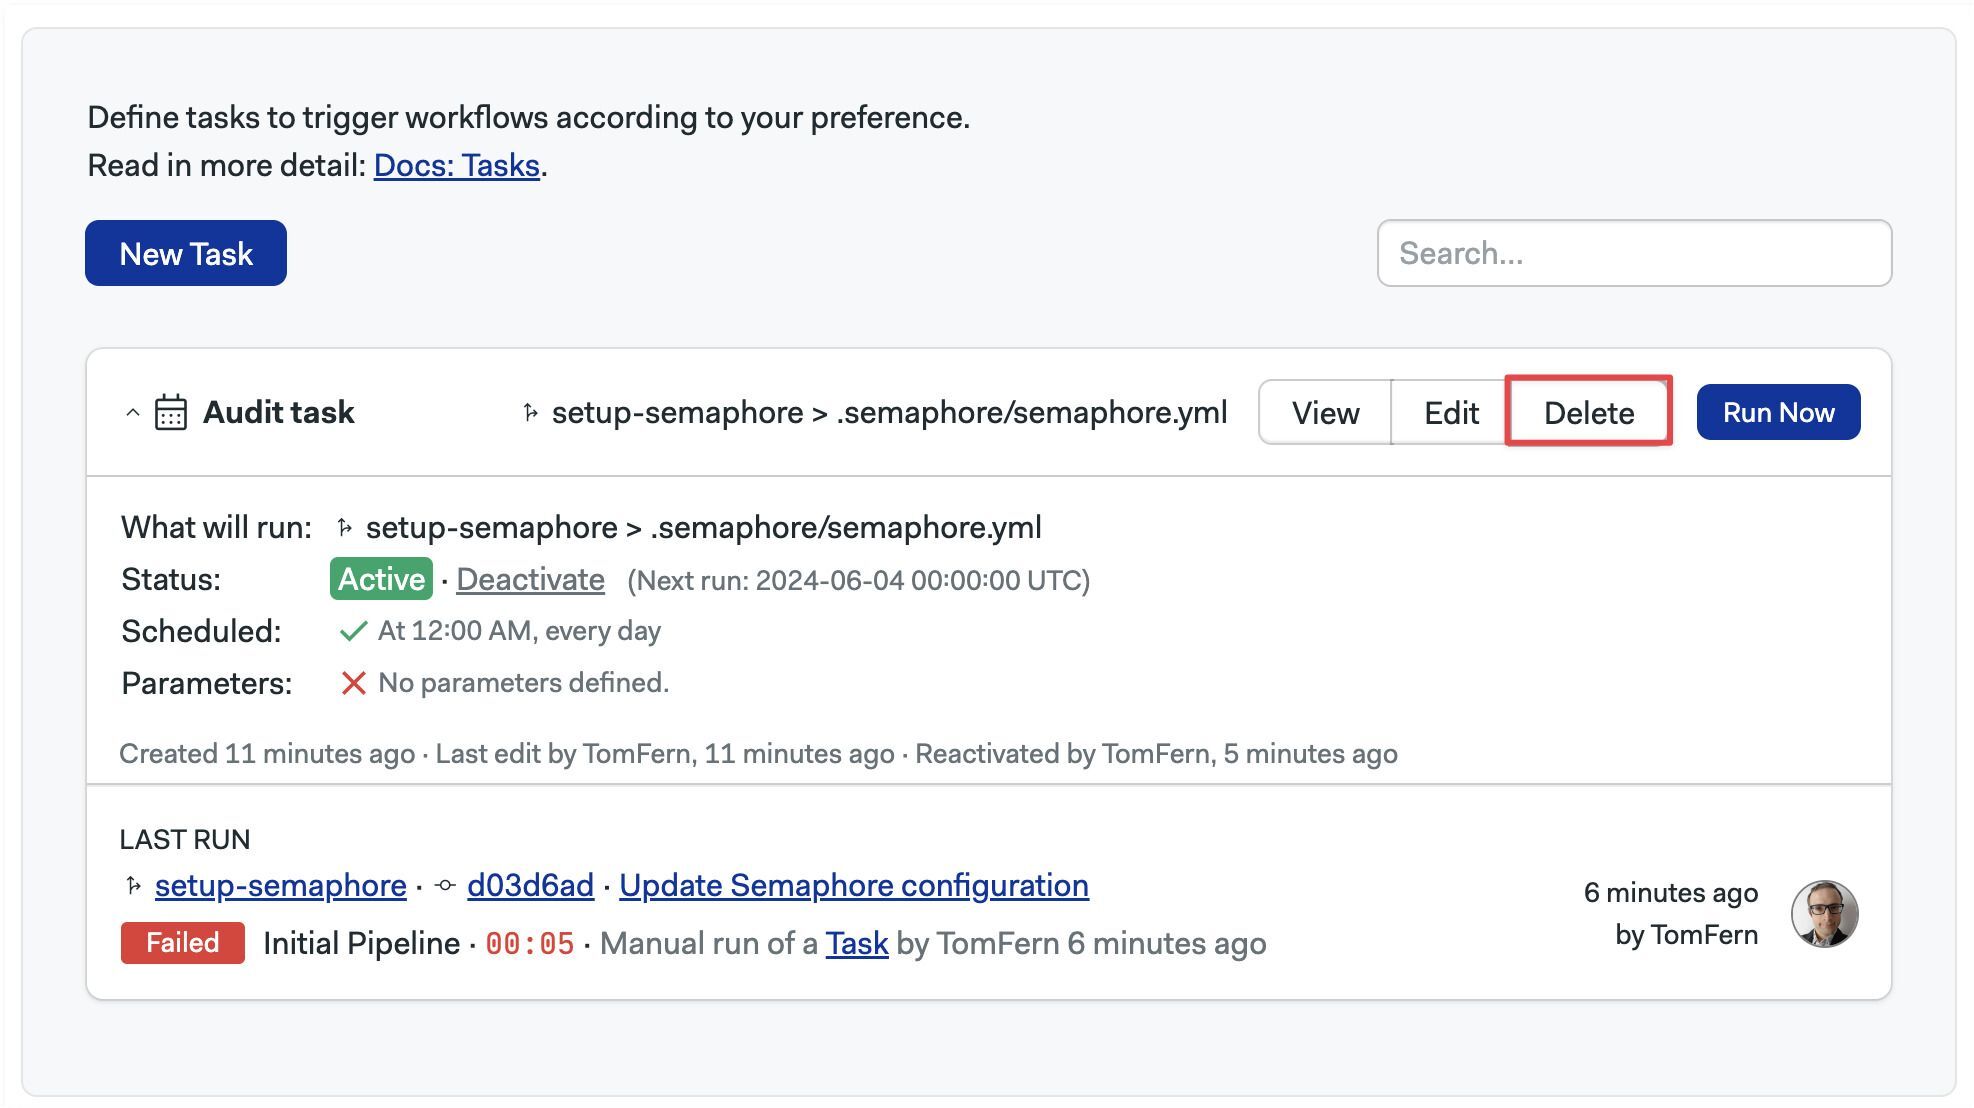 Define tasks to trigger workflows according to your preference.
Read in more detail: Docs: Tasks.
New Task
Search...
Audit task
setup-semaphore > .semaphore/semaphore.yml
View
Edit
Delete
Run Now
What will run: setup-semaphore > .semaphore/semaphore.yml
Status: Active · Deactivate (Next run: 2024-06-04 00:00:00 UTC)
Scheduled: At 12:00 AM, every day
Parameters: No parameters defined.
Created 11 minutes ago · Last edit by TomFern, 11 minutes ago · Reactivated by TomFern, 5 minutes ago
LAST RUN
setup-semaphore · d03d6ad · Update Semaphore configuration
Failed Initial Pipeline · 00:05 · Manual run of a Task by TomFern 6 minutes ago
6 minutes ago
by TomFern